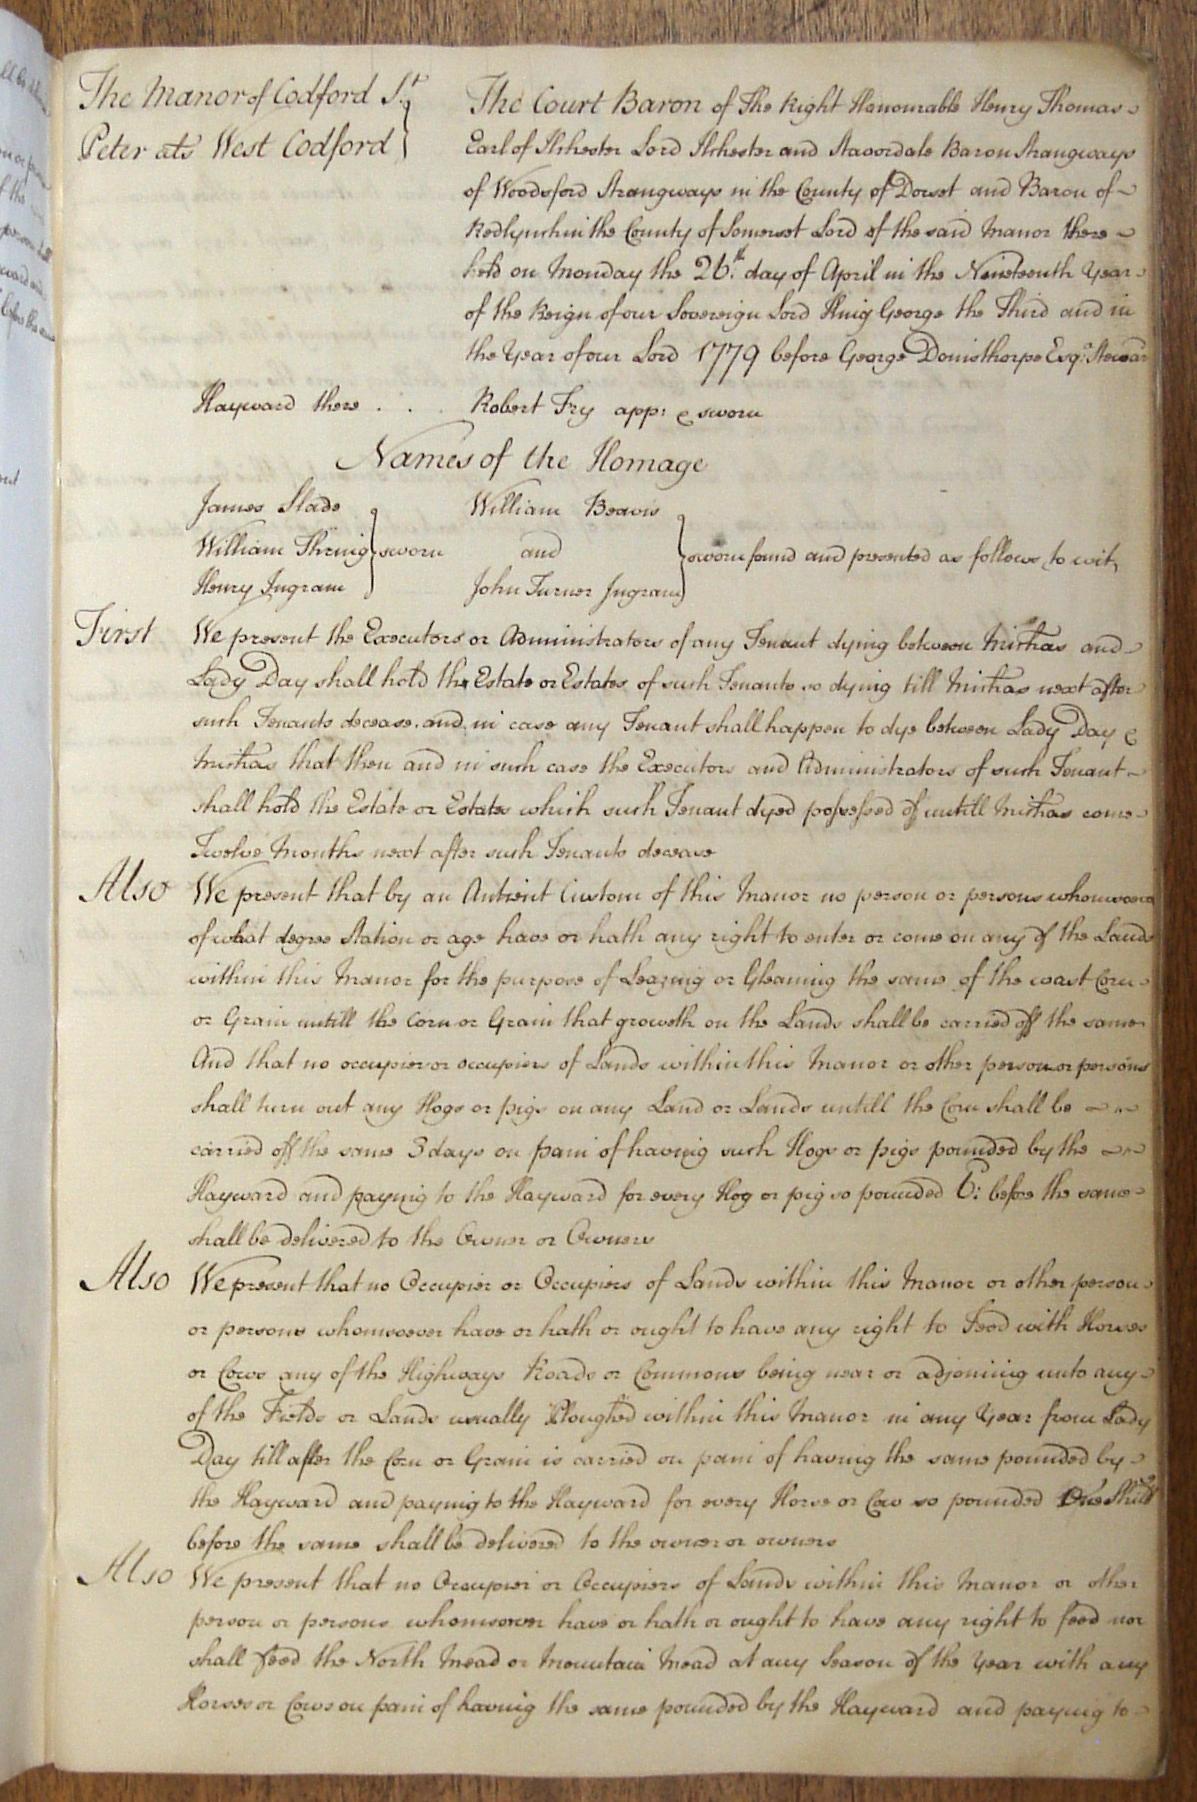 The Manor of Codford St.
Peter als West Codford
The Court Baron of The Right Honourable Henry Thomas
Earl of Ilchester Lord Ilchester and Stavordale Baron Strangways
of Woodsford Strangways in the County of Dorset and Baron of
Redlynch in the County of Somerset Lord of the said Manor there
held on Monday the 26th. day of April in the Nineteenth Year
of the Reign of our Sovereign Lord King George the Third and in
the Year of our Lord 1779 before George Donisthorpe Esqr. Steward
Hayward there . . . Robert Fry app: & sworn
Names of the Homage
James Slade
William Thring
Henry Ingram
sworn
William Beavis
and
John Turner Ingram
sworn found and presented as follows, to wit,
First We present the Executors or Administrators of any Tenant dying between Mich'as and
Lady Day shall hold the Estate or Estates of such Tenants so dying till Mich'as next after
such Tenants decease. and in case any Tenant shall happen to dye between Lady Day &
Mich'as that then and in such case the Executors and Administrators of such Tenant
shall hold the Estate or Estates which such Tenant dyed possessed of untill Mich'as come
Twelve Months next after such Tenants decease
Also We present that by an Antient Custom of this Manor no person or persons whomsoever
of what degree Station or age have or hath any right to enter or come on any of the Lands
within this Manor for the purpose of Leazing or Gleaning the same of the wast Corn
or Grain untill the Corn or Grain that groweth on the Lands shall be carried off the same
And that no occupier or occupiers of Lands within this Manor or other person or persons
shall turn out any Hogs or pigs on any Land or Lands untill the Corn shall be
carried off the same 3 days on pain of having such Hogs or pigs pounded by the
Hayward and paying to the Hayward for every Hog or pig so pounded 6: before the same
shall be delivered to the Owner or Owners
Also We present that no Occupier or Occupiers of Lands within this Manor or other person
or persons whomsoever have or hath or ought to have any right to Feed with Horses
or Cows any of the Highways Roads or Commons being near or adjoining unto any
of the Fields or Lands usually Ploughed within this Manor in any Year from Lady
Day till after the Corn or Grain is carried on pain of having the same pounded by
the Hayward and paying to the Hayward for every Horse or Cow so pounded One Shill
before the same shall be delivered to the owner or owners
Also We present that no Occupier or Occupiers of Lands within this Manor or other
person or persons whomsoever have or hath or ought to have any right to feed nor
shall feed the North Mead or Mountain Mead at any Season of the Year with any
Horses or Cows on pain of having the same pounded by the Hayward and paying to